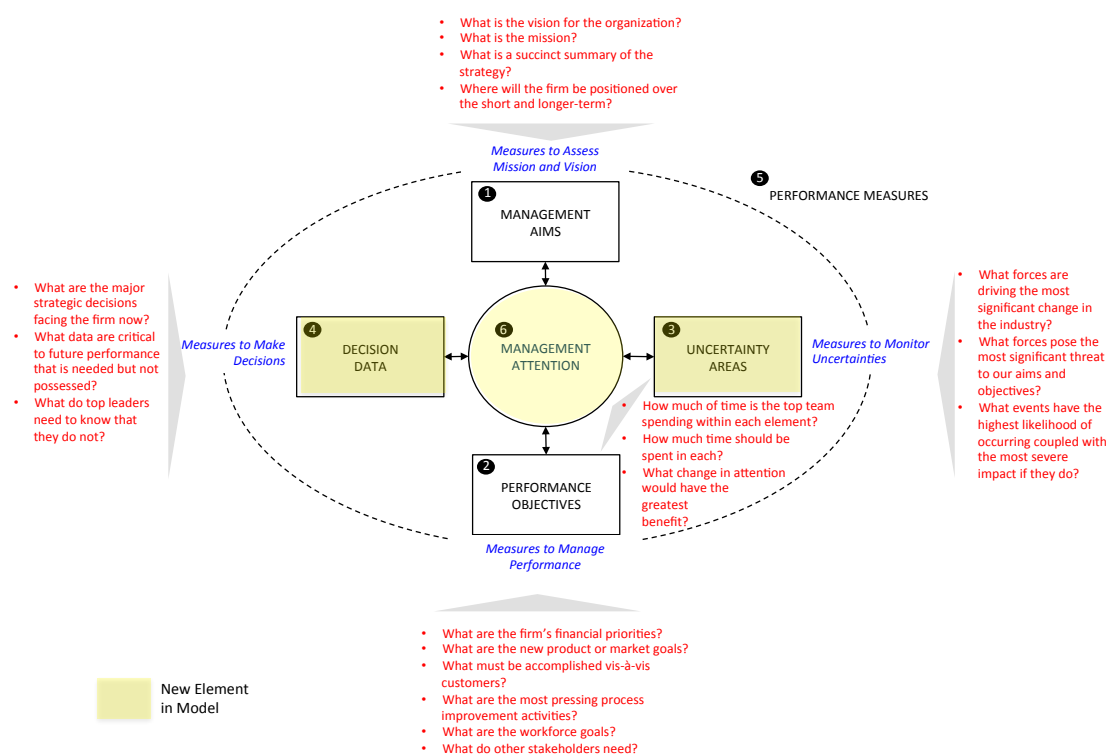 • What is the vision for the organization?
• What is the mission?
• What is a succinct summary of the
strategy?
• Where will the firm be positioned over
the short and longer-term?
Measures to Assess
Mission and Vision
5
PERFORMANCE MEASURES
1
MANAGEMENT
AIMS
• What are the major
strategic decisions
facing the firm now?
• What data are critical
to future performance
that is needed but not
possessed?
• What do top leaders
need to know that
they do not?
Measures to Make
Decisions
4
DECISION
DATA
6
MANAGEMENT
ATTENTION
3
UNCERTAINTY
AREAS
Measures to Monitor
Uncertainties
• What forces are
driving the most
significant change in
the industry?
• What forces pose the
most significant threat
to our aims and
objectives?
• What events have the
highest likelihood of
occurring coupled with
the most severe
impact if they do?
• How much of time is the top team
spending within each element?
• How much time should be
spent in each?
• What change in attention
would have the
greatest
benefit?
2
PERFORMANCE
OBJECTIVES
Measures to Manage
Performance
• What are the firm's financial priorities?
• What are the new product or market goals?
• What must be accomplished vis-à-vis
customers?
• What are the most pressing process
improvement activities?
• What are the workforce goals?
• What do other stakeholders need?
New Element
in Model